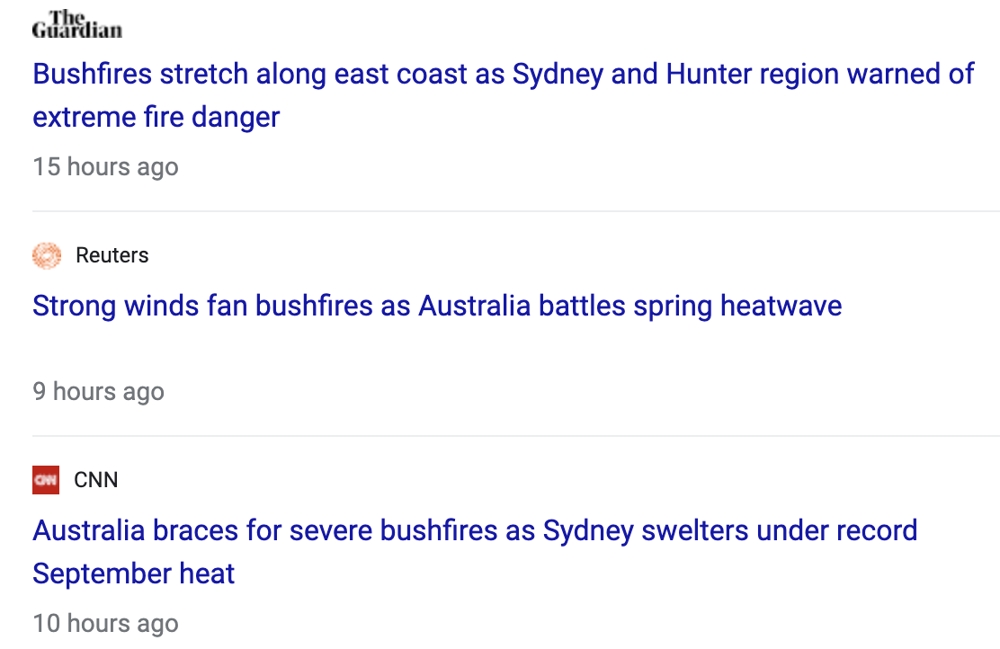 The
Guardian
Bushfires stretch along east coast as Sydney and Hunter region warned of
extreme fire danger
15 hours ago
Reuters
Strong winds fan bushfires as Australia battles spring heatwave
9 hours ago
CNN CNN
Australia braces for severe bushfires as Sydney swelters under record
September heat
10 hours ago